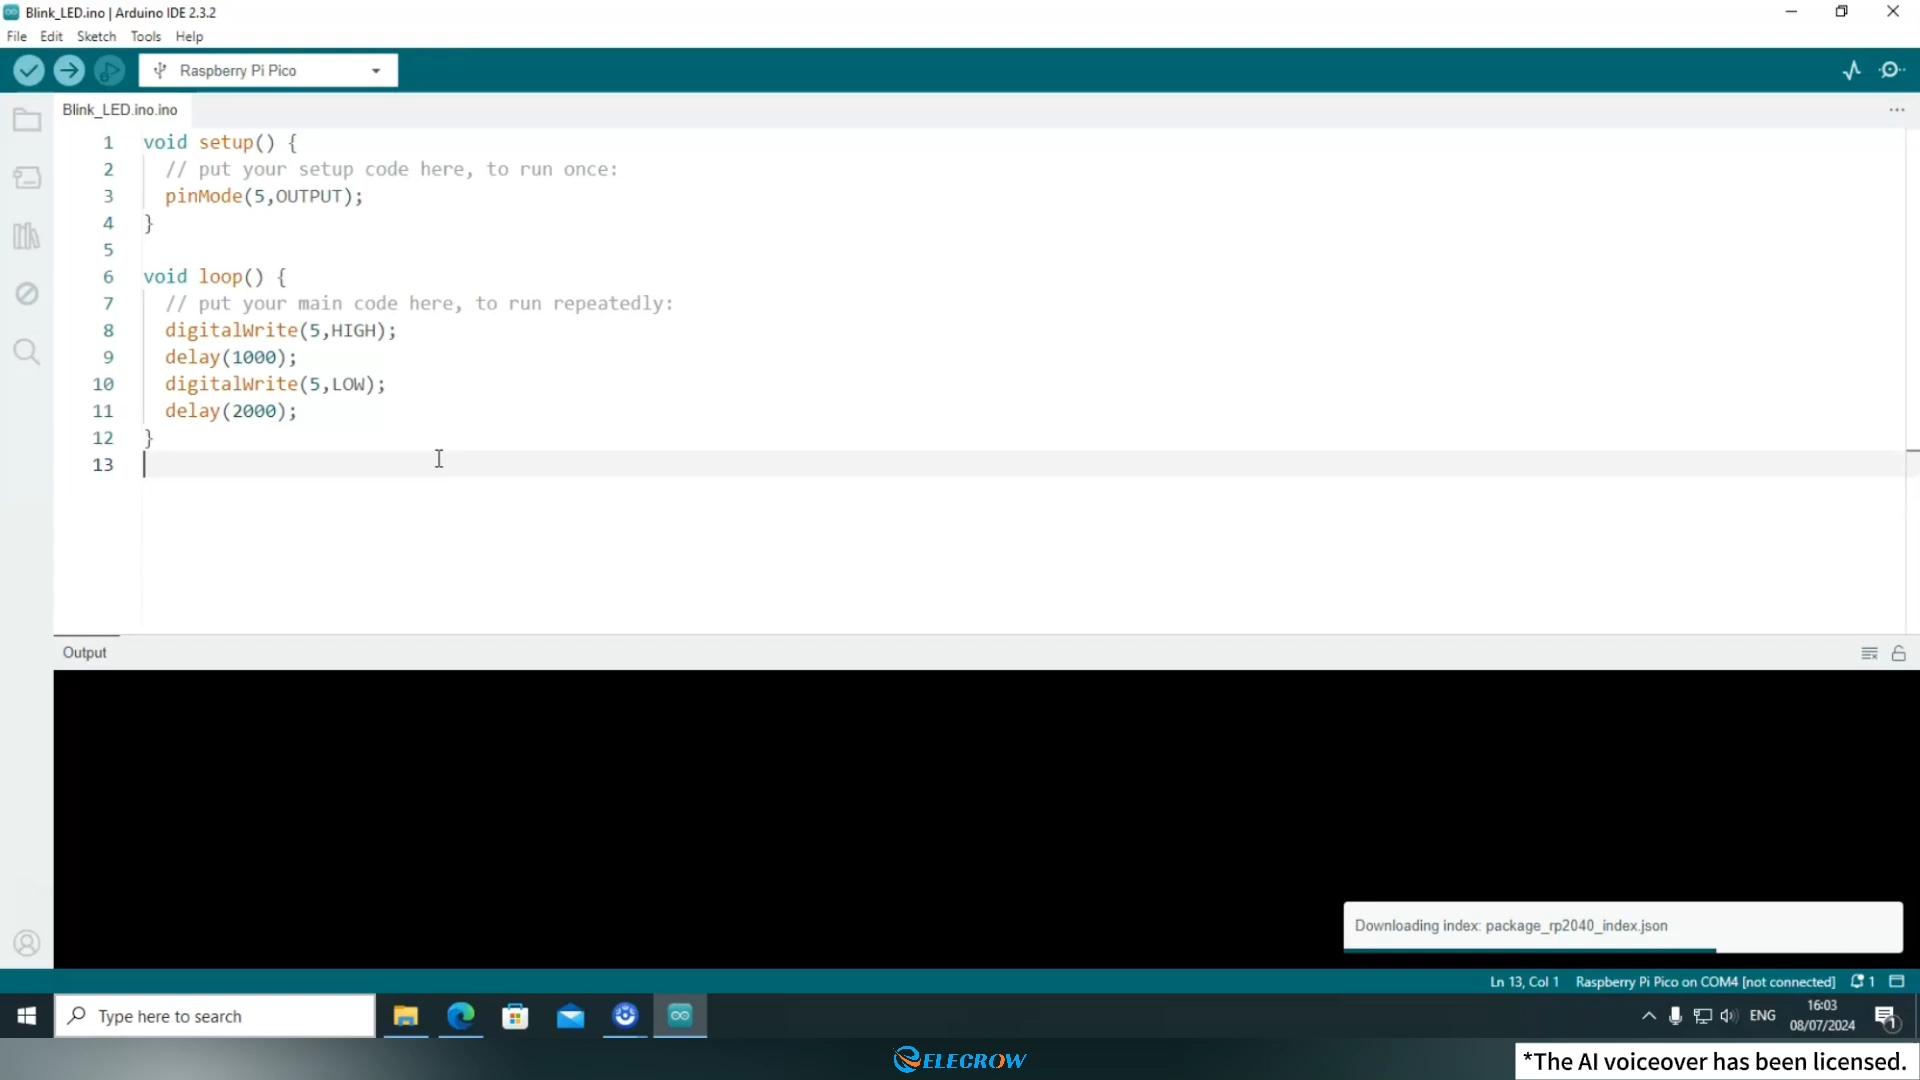 Blink_LED.ino | Arduino IDE 2.3.2
File Edit Sketch Tools Help
Raspberry Pi Pico
Blink_LED.ino.ino
1 void setup() {
2 // put your setup code here, to run once:
3 pinMode(5,OUTPUT);
4 }
5
6 void loop() {
7 // put your main code here, to run repeatedly:
8 digitalWrite(5,HIGH);
9 delay(1000);
10 digitalWrite(5,LOW);
11 delay(2000);
12 }
13
Output
Downloading index: package_rp2040_index.json
Ln 13, Col 1 Raspberry Pi Pico on COM4 [not connected] 1
Type here to search
ENG
16:03
08/07/2024
1
ELECROW
*The AI voiceover has been licensed.